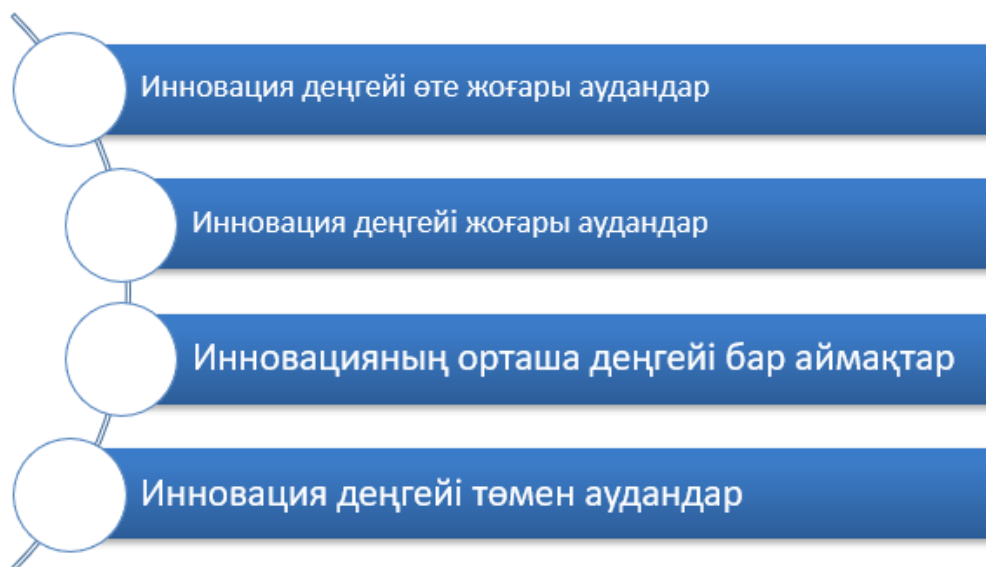 Инновация деңгейі өте жоғары аудандар
Инновация деңгейі жоғары аудандар
Инновацияның орташа деңгейі бар аймақтар
Инновация деңгейі төмен аудандар